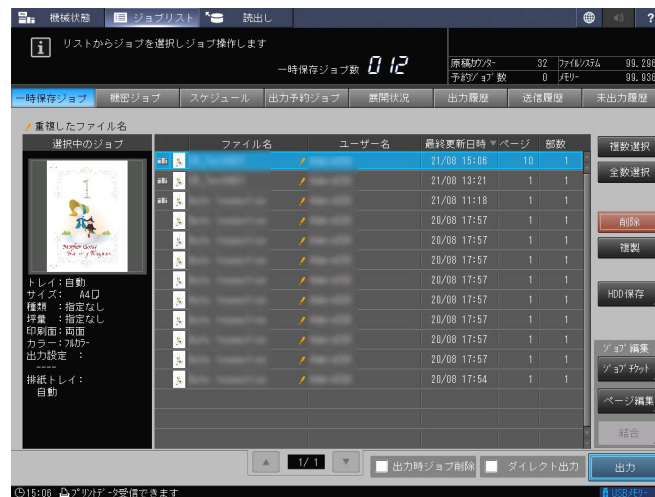 機械状態 ジョブリスト 読出し ?
リストからジョブを選択しジョブ操作します
一時保存ジョブ数 012
原稿ｶｳﾝﾀｰ 32 ﾌｧｲﾙｼｽﾃﾑ 99.29
予約ｼﾞｮﾌﾞ数 0 ﾒﾓﾘｰ 99.93
一時保存ジョブ 機密ジョブ スケジュール 出力予約ジョブ 展開状況 出力履歴 送信履歴 未出力履歴
重複したファイル名
選択中のジョブ
ファイル名 ユーザー名 最終更新日時 ▼ ページ 部数
21/08 15:06 10 1
21/08 13:21 1 1
21/08 11:18 1 1
20/08 17:57 1 1
20/08 17:57 1 1
20/08 17:57 1 1
20/08 17:57 1 1
20/08 17:57 1 1
20/08 17:57 1 1
20/08 17:57 1 1
20/08 17:54 1 1
Mother Goose
トレイ:自動
サイズ: A4
種類 :指定なし
坪量 :指定なし
印刷面:両面
カラー:ﾌﾙｶﾗｰ
出力設定 :
----
排紙トレイ:
自動
複数選択
全数選択
削除
複製
HDD保存
ｼﾞｮﾌﾞ編集
ｼﾞｮﾌﾞﾁｹｯﾄ
ページ編集
結合
1/ 1
出力時ジョブ削除 ダイレクト出力 出力
15:06 ﾌﾟﾘﾝﾄﾃﾞｰﾀ受信できます
USBﾒﾓﾘｰ